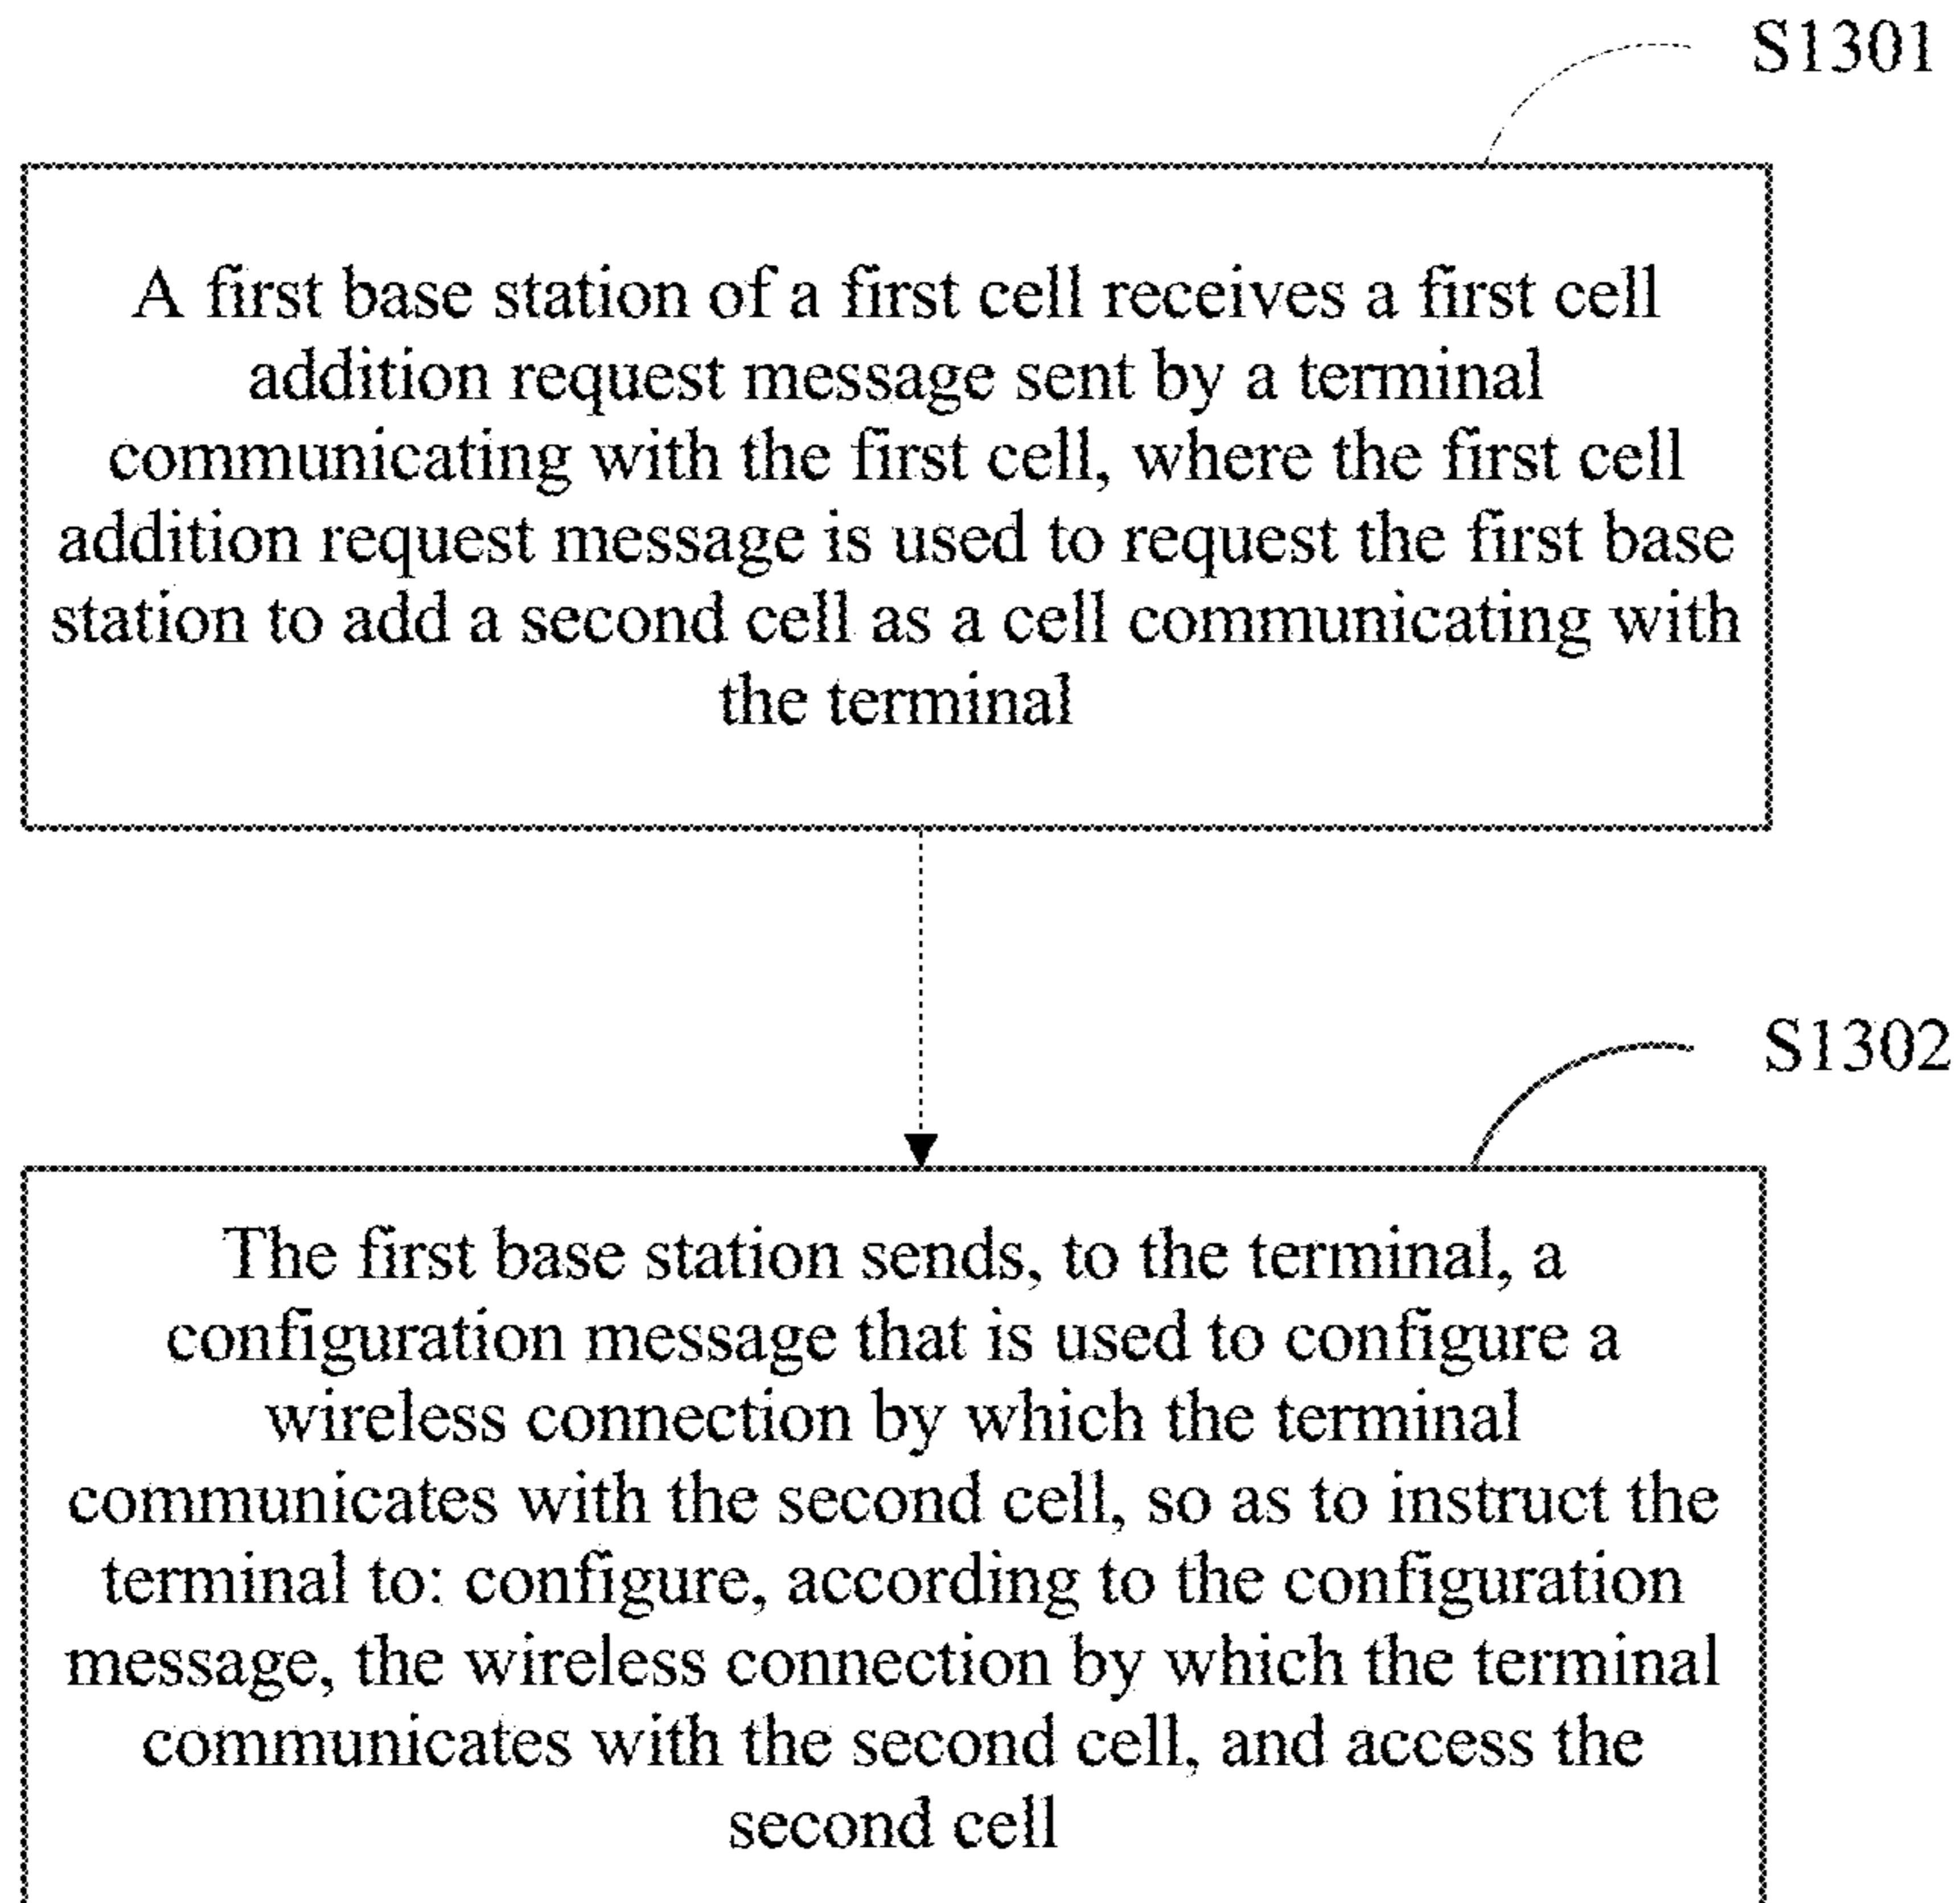 S1301
A first base station of a first cell receives a first cell
addition request message sent by a terminal
communicating with the first cell, where the first cell
addition request message is used to request the first base
station to add a second cell as a cell communicating with
the terminal
S1302
The first base station sends, to the terminal, a
configuration message that is used to configure a
wireless connection by which the terminal
communicates with the second cell, so as to instruct the
terminal to: configure, according to the configuration
message, the wireless connection by which the terminal
communicates with the second cell, and access the
second cell